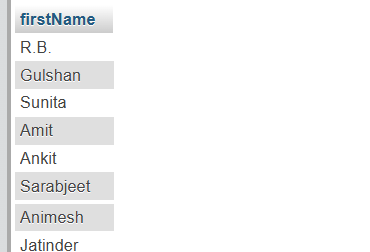 firstName
R.B.
Gulshan
Sunita
Amit
Ankit
Sarabjeet
Animesh
Jatinder